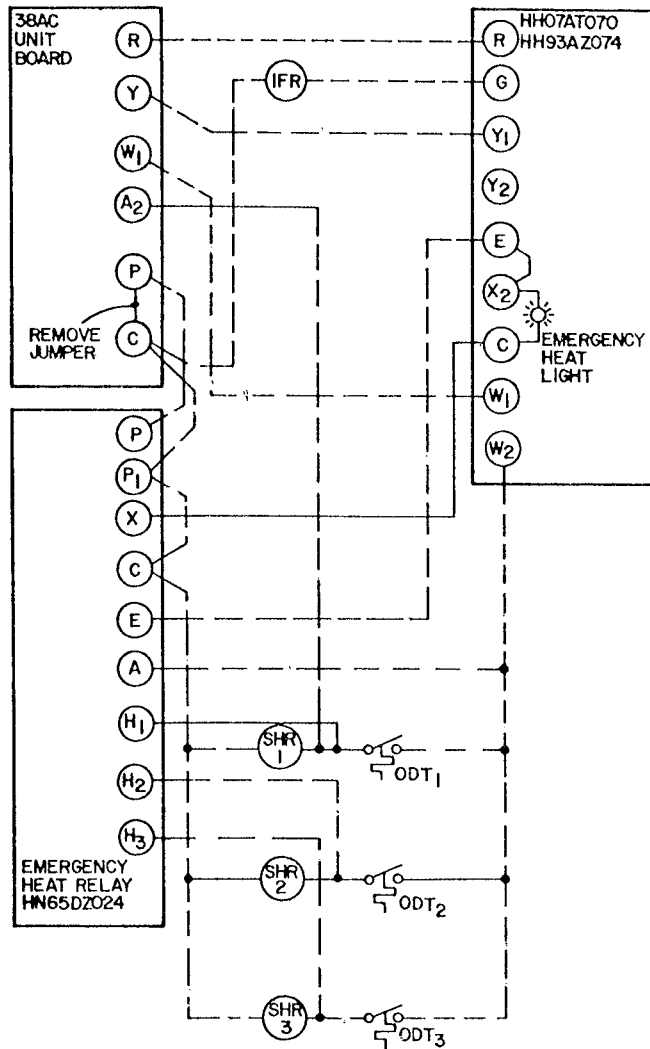 38AC
UNIT
BOARD
R
Y
W1
A2
P
REMOVE
JUMPER
C
IFR
HH07AT070
HH93AZ074
R
G
Y1
Y2
E
X2
C
EMERGENCY
HEAT
LIGHT
W1
W2
P
P1
X
C
E
A
H1
H2
H3
EMERGENCY
HEAT RELAY
HN65DZ024
SHR
1
ODT1
SHR
2
ODT2
SHR
3
ODT3